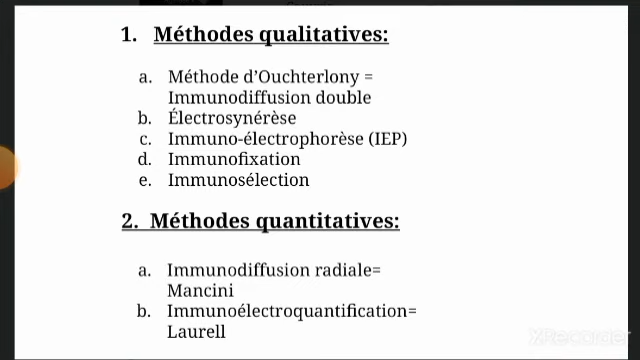 1. Méthodes qualitatives:
a. Méthode d’Ouchterlony =
Immunodiffusion double
b. Électrosynérèse
c. Immuno-électrophorèse (IEP)
d. Immunofixation
e. Immunosélection
2. Méthodes quantitatives:
a. Immunodiffusion radiale=
Mancini
b. Immunoélectroquantification=
Laurell
XRecorder